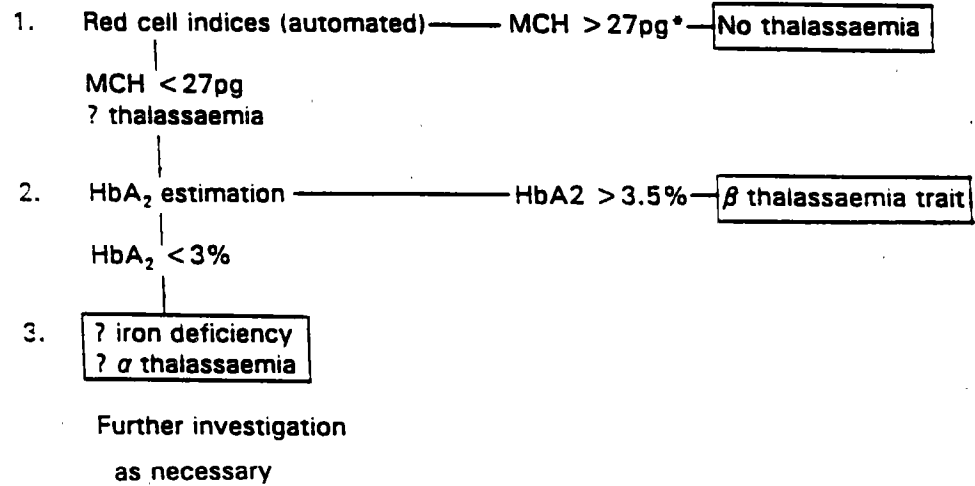 1. Red cell indices (automated) MCH >27pg* No thalassaemia
MCH <27pg
? thalassaemia
2. HbA₂ estimation HbA2 >3.5% β thalassaemia trait
HbA₂ <3%
3. ? iron deficiency
? α thalassaemia
Further investigation
as necessary